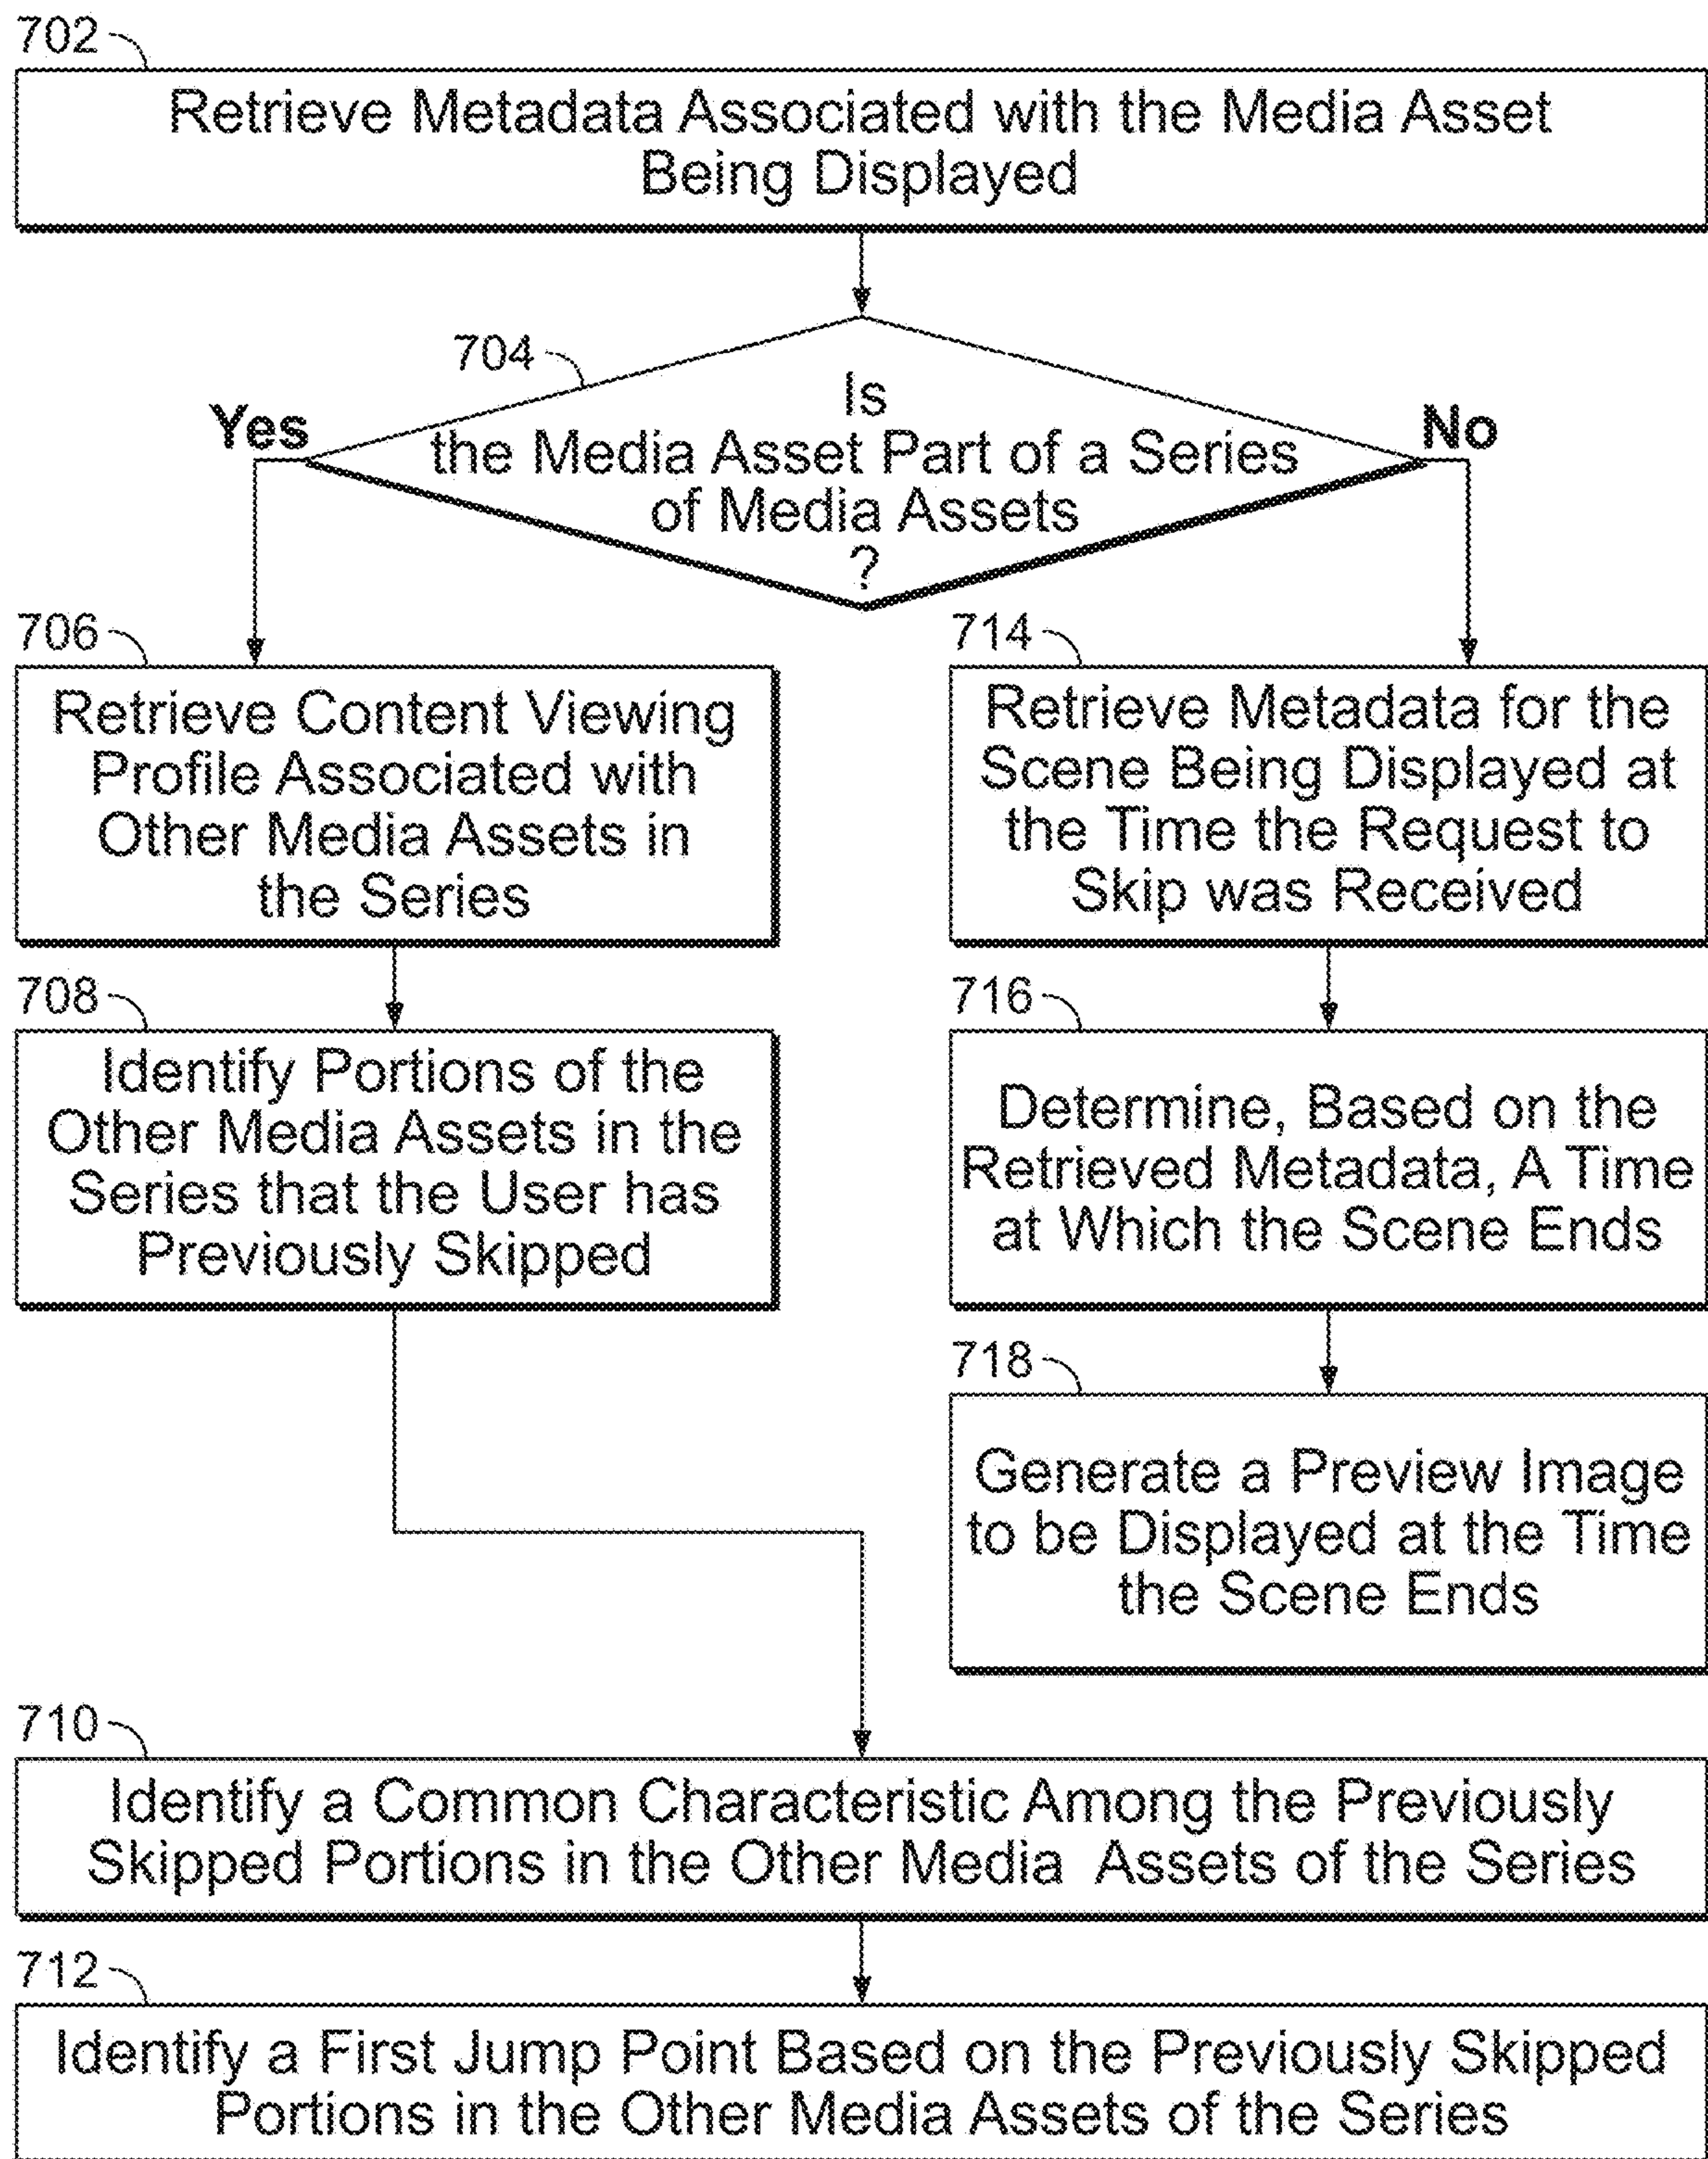 702
Retrieve Metadata Associated with the Media Asset
Being Displayed
704
Is
the Media Asset Part of a Series
of Media Assets
?
Yes
No
706
Retrieve Content Viewing
Profile Associated with
Other Media Assets in
the Series
714
Retrieve Metadata for the
Scene Being Displayed at
the Time the Request to
Skip was Received
708
Identify Portions of the
Other Media Assets in the
Series that the User has
Previously Skipped
716
Determine, Based on the
Retrieved Metadata, A Time
at Which the Scene Ends
718
Generate a Preview Image
to be Displayed at the Time
the Scene Ends
710
Identify a Common Characteristic Among the Previously
Skipped Portions in the Other Media Assets of the Series
712
Identify a First Jump Point Based on the Previously Skipped
Portions in the Other Media Assets of the Series